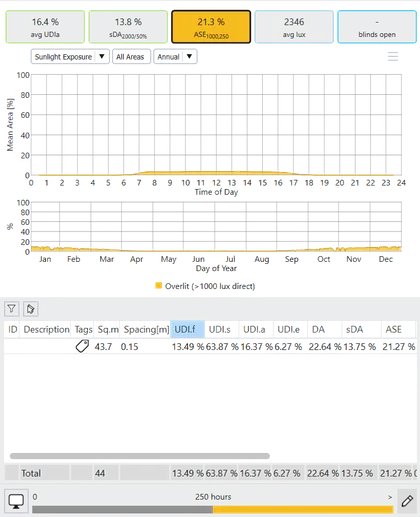 16.4 % 13.8 % 21.3 % 2346 -
avg UDIa sDA2000/50% ASE1000,250 avg lux blinds open
Sunlight Exposure All Areas Annual
Mean Area [%]
100
80
60
40
20
0
0 1 2 3 4 5 6 7 8 9 10 11 12 13 14 15 16 17 18 19 20 21 22 23 24
Time of Day
%
100
80
60
40
20
0
Jan Feb Mar Apr May Jun Jul Aug Sep Oct Nov Dec
Day of Year
Overlit (>1000 lux direct)
ID Description Tags Sq.m Spacing[m] UDI.f UDI.s UDI.a UDI.e DA sDA ASE
43.7 0.15 13.49 % 63.87 % 16.37 % 6.27 % 22.64 % 13.75 % 21.27 %
Total 44 13.49 % 63.87 % 16.37 % 6.27 % 22.64 % 13.75 % 21.27 %
0 250 hours >